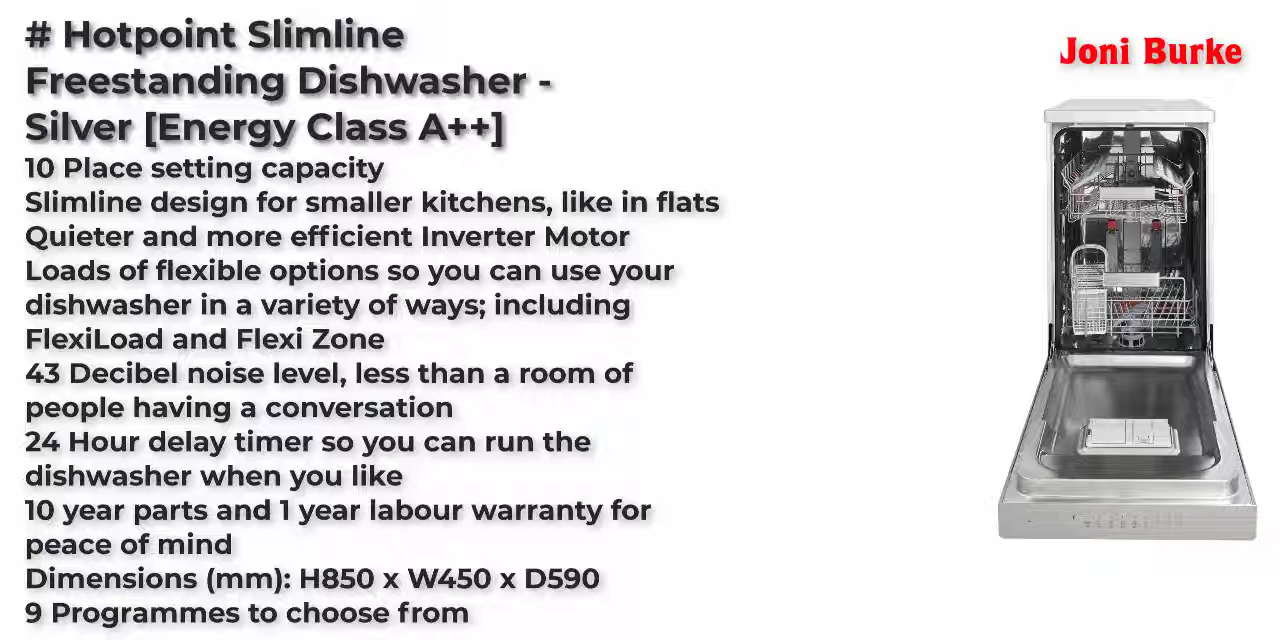 # Hotpoint Slimline
Freestanding Dishwasher -
Silver [Energy Class A++]
10 Place setting capacity
Slimline design for smaller kitchens, like in flats
Quieter and more efficient Inverter Motor
Loads of flexible options so you can use your
dishwasher in a variety of ways; including
FlexiLoad and Flexi Zone
43 Decibel noise level, less than a room of
people having a conversation
24 Hour delay timer so you can run the
dishwasher when you like
10 year parts and 1 year labour warranty for
peace of mind
Dimensions (mm): H850 x W450 x D590
9 Programmes to choose from
Joni Burke